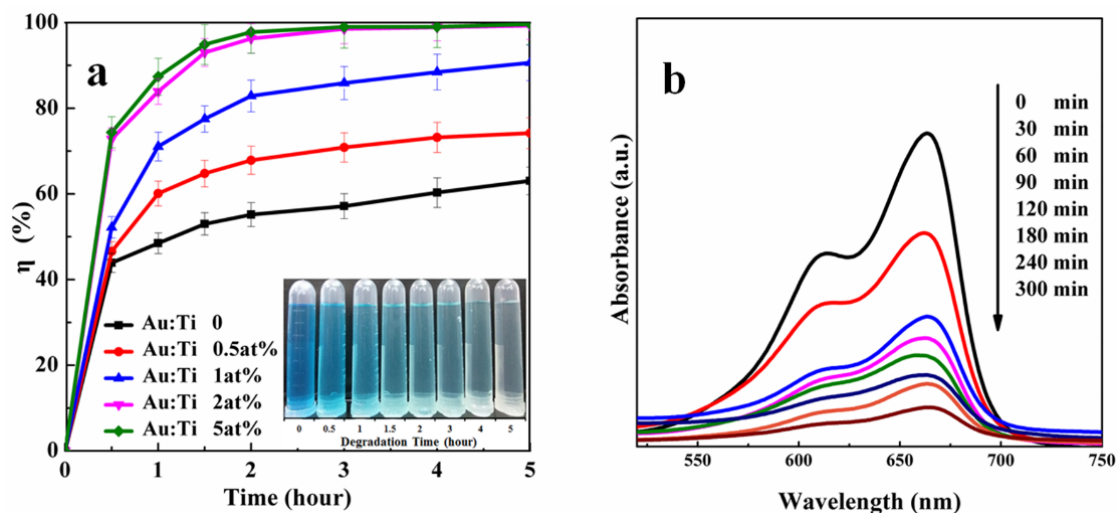 a
η (%)
100
80
60
40
20
0
Au:Ti 0
Au:Ti 0.5at%
Au:Ti 1at%
Au:Ti 2at%
Au:Ti 5at%
0 0.5 1 1.5 2 3 4 5
Degradation Time (hour)
0 1 2 3 4 5
Time (hour)
b
Absorbance (a.u.)
0 min
30 min
60 min
90 min
120 min
180 min
240 min
300 min
550 600 650 700 750
Wavelength (nm)